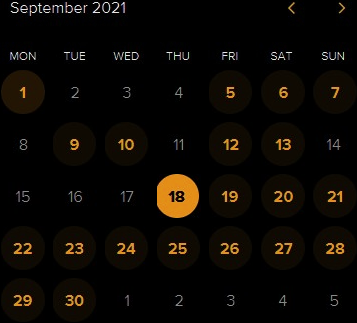 September 2021
MON TUE WED THU FRI SAT SUN
1 2 3 4 5 6 7
8 9 10 11 12 13 14
15 16 17 18 19 20 21
22 23 24 25 26 27 28
29 30 1 2 3 4 5